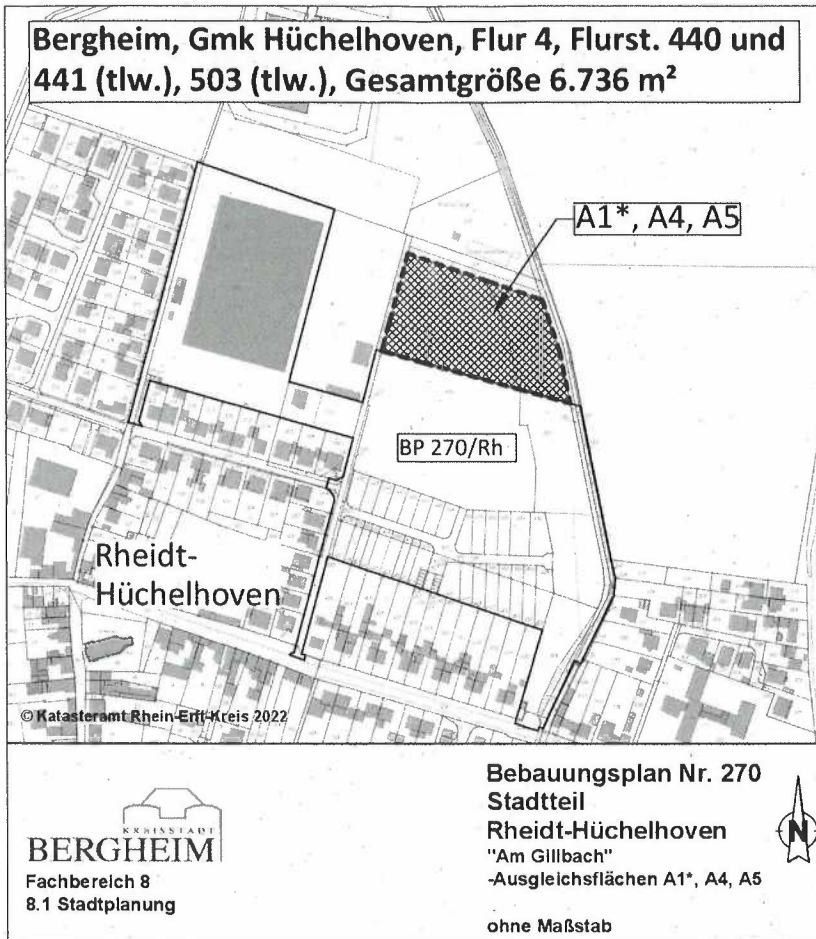 Bergheim, Gmk Hüchelhoven, Flur 4, Flurst. 440 und
441 (tlw.), 503 (tlw.), Gesamtgröße 6.736 m²
A1*, A4, A5
BP 270/Rh
Rheidt-
Hüchelhoven
© Katasteramt Rhein-Erft-Kreis 2022
KREISSTADT
BERGHEIM
Fachbereich 8
8.1 Stadtplanung
Bebauungsplan Nr. 270
Stadtteil
Rheidt-Hüchelhoven
"Am Gillbach"
-Ausgleichsflächen A1*, A4, A5
N
ohne Maßstab